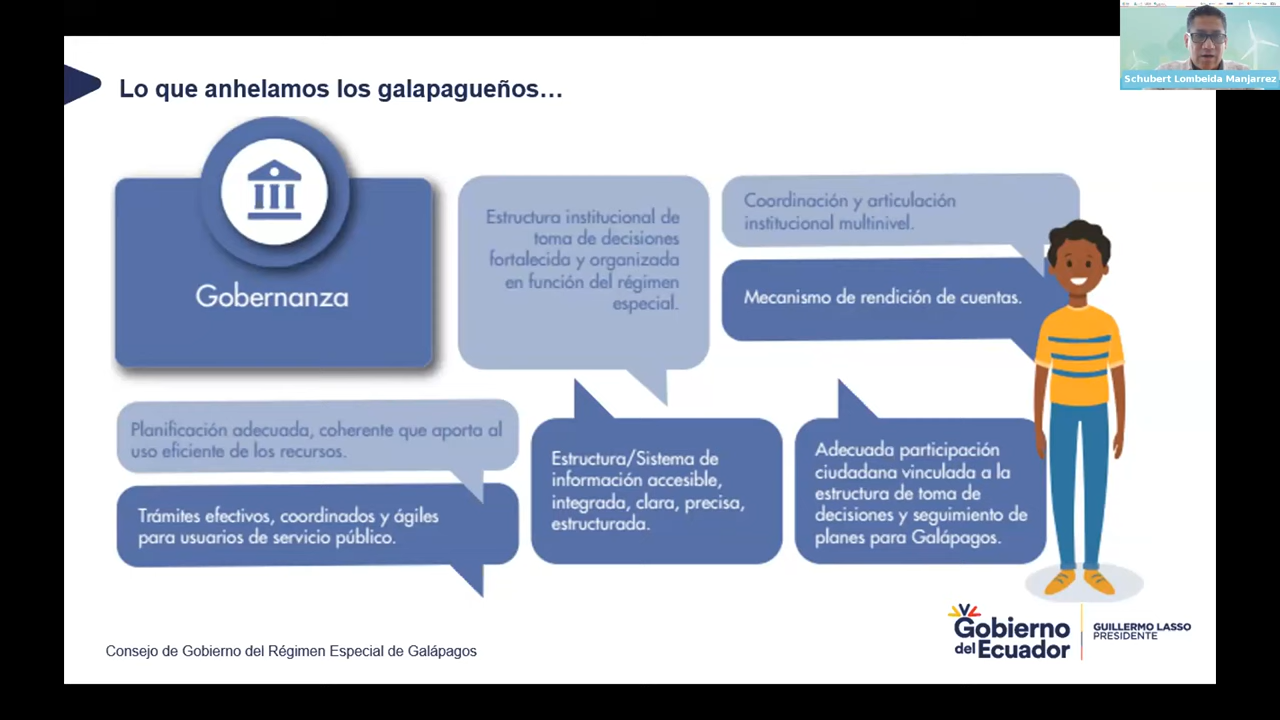 Lo que anhelamos los galapagueños...
Schubert Lombeida Manjarrez
Gobernanza
Estructura institucional de
toma de decisiones
fortalecida y organizada
en función del régimen
especial.
Coordinación y articulación
institucional multinivel.
Mecanismo de rendición de cuentas.
Planificación adecuada, coherente que aporta al
uso eficiente de los recursos.
Trámites efectivos, coordinados y ágiles
para usuarios de servicio público.
Estructura/Sistema de
información accesible,
integrada, clara, precisa,
estructurada.
Adecuada participación
ciudadana vinculada a la
estructura de toma de
decisiones y seguimiento de
planes para Galápagos.
Consejo de Gobierno del Régimen Especial de Galápagos
Gobierno
del Ecuador
GUILLERMO LASSO
PRESIDENTE